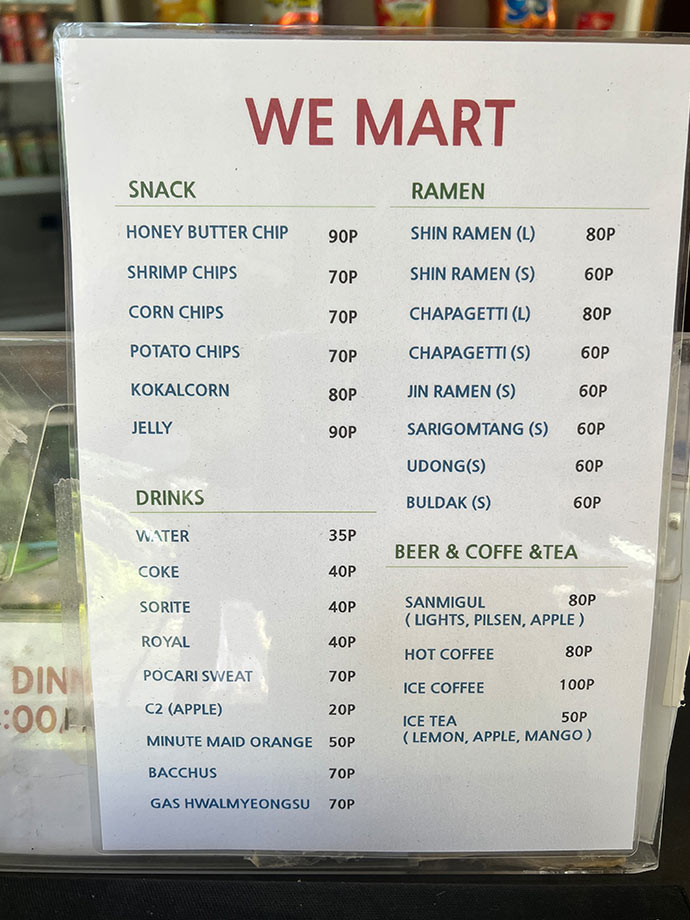 WE MART
SNACK
HONEY BUTTER CHIP 90P
SHRIMP CHIPS 70P
CORN CHIPS 70P
POTATO CHIPS 70P
KOKALCORN 80P
JELLY 90P
DRINKS
WATER 35P
COKE 40P
SORITE 40P
ROYAL 40P
POCARI SWEAT 70P
C2 (APPLE) 20P
MINUTE MAID ORANGE 50P
BACCHUS 70P
GAS HWALMYEONGSU 70P
RAMEN
SHIN RAMEN (L) 80P
SHIN RAMEN (S) 60P
CHAPAGETTI (L) 80P
CHAPAGETTI (S) 60P
JIN RAMEN (S) 60P
SARIGOMTANG (S) 60P
UDONG(S) 60P
BULDAK (S) 60P
BEER & COFFE &TEA
SANMIGUL 80P
( LIGHTS, PILSEN, APPLE )
HOT COFFEE 80P
ICE COFFEE 100P
ICE TEA 50P
( LEMON, APPLE, MANGO )
DINN
:00